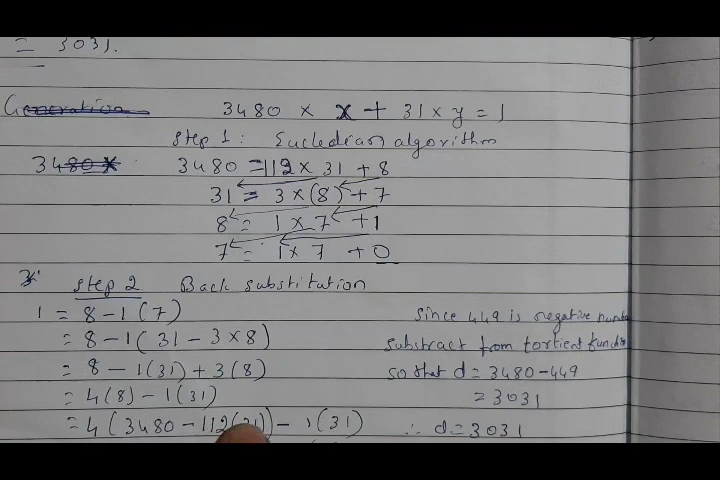 = 3031.
Generation 3480 × x + 31 × y = 1
Step 1: Eucledian algorithm
3480 × 3480 = 112 × 31 + 8
31 = 3 × (8) + 7
8 = 1 × 7 + 1
7 = 1 × 7 + 0
Step 2 Back substitution
1 = 8 - 1 (7)
= 8 - 1 ( 31 - 3 × 8)
= 8 - 1 (31) + 3 (8)
= 4 (8) - 1 (31)
= 4 ( 3480 - 112 (31)) - 1 (31)
Since 449 is negative
substract from tortient
so that d = 3480 - 449
= 3031
∴ d = 3031